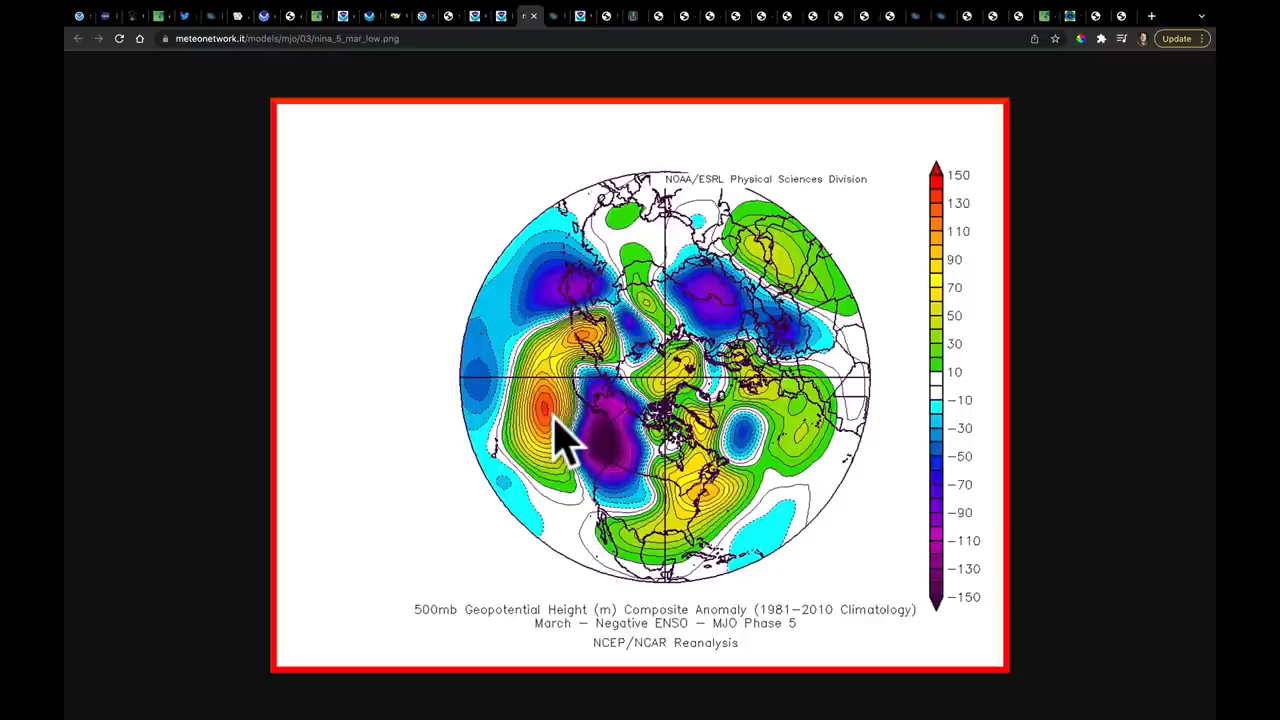 meteonetwork.it/models/mjo/03/nina_5_mar_low.png
Update
NOAA/ESRL Physical Sciences Division
150
130
110
90
70
50
30
10
-10
-30
-50
-70
-90
-110
-130
-150
500mb Geopotential Height (m) Composite Anomaly (1981-2010 Climatology)
March - Negative ENSO - MJO Phase 5
NCEP/NCAR Reanalysis